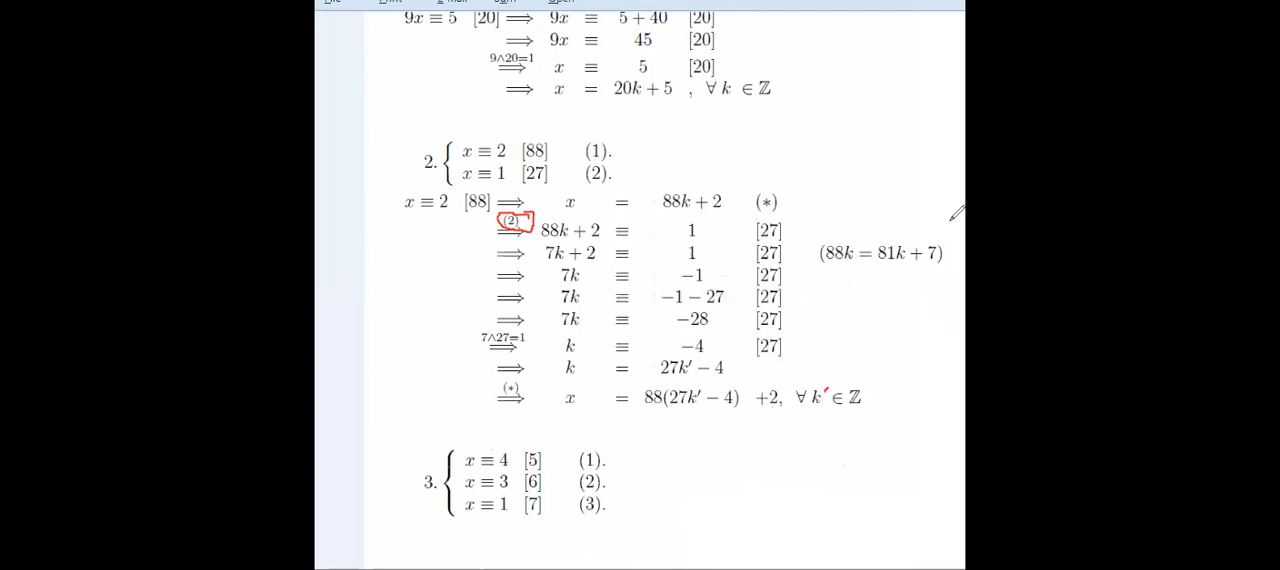 9x ≡ 5 [20] ⟹ 9x ≡ 5 + 40 [20]
⟹ 9x ≡ 45 [20]
9∧20=1 ⟹ x ≡ 5 [20]
⟹ x = 20k + 5 , ∀ k ∈ ℤ
2. { x ≡ 2 [88] (1).
x ≡ 1 [27] (2).
x ≡ 2 [88] ⟹ x = 88k + 2 (∗)
(2) ⟹ 88k + 2 ≡ 1 [27]
⟹ 7k + 2 ≡ 1 [27] (88k = 81k + 7)
⟹ 7k ≡ −1 [27]
⟹ 7k ≡ −1 − 27 [27]
⟹ 7k ≡ −28 [27]
7∧27=1 ⟹ k ≡ −4 [27]
⟹ k = 27k′ − 4
(∗) ⟹ x = 88(27k′ − 4) +2, ∀ k′ ∈ ℤ
3. { x ≡ 4 [5] (1).
x ≡ 3 [6] (2).
x ≡ 1 [7] (3).